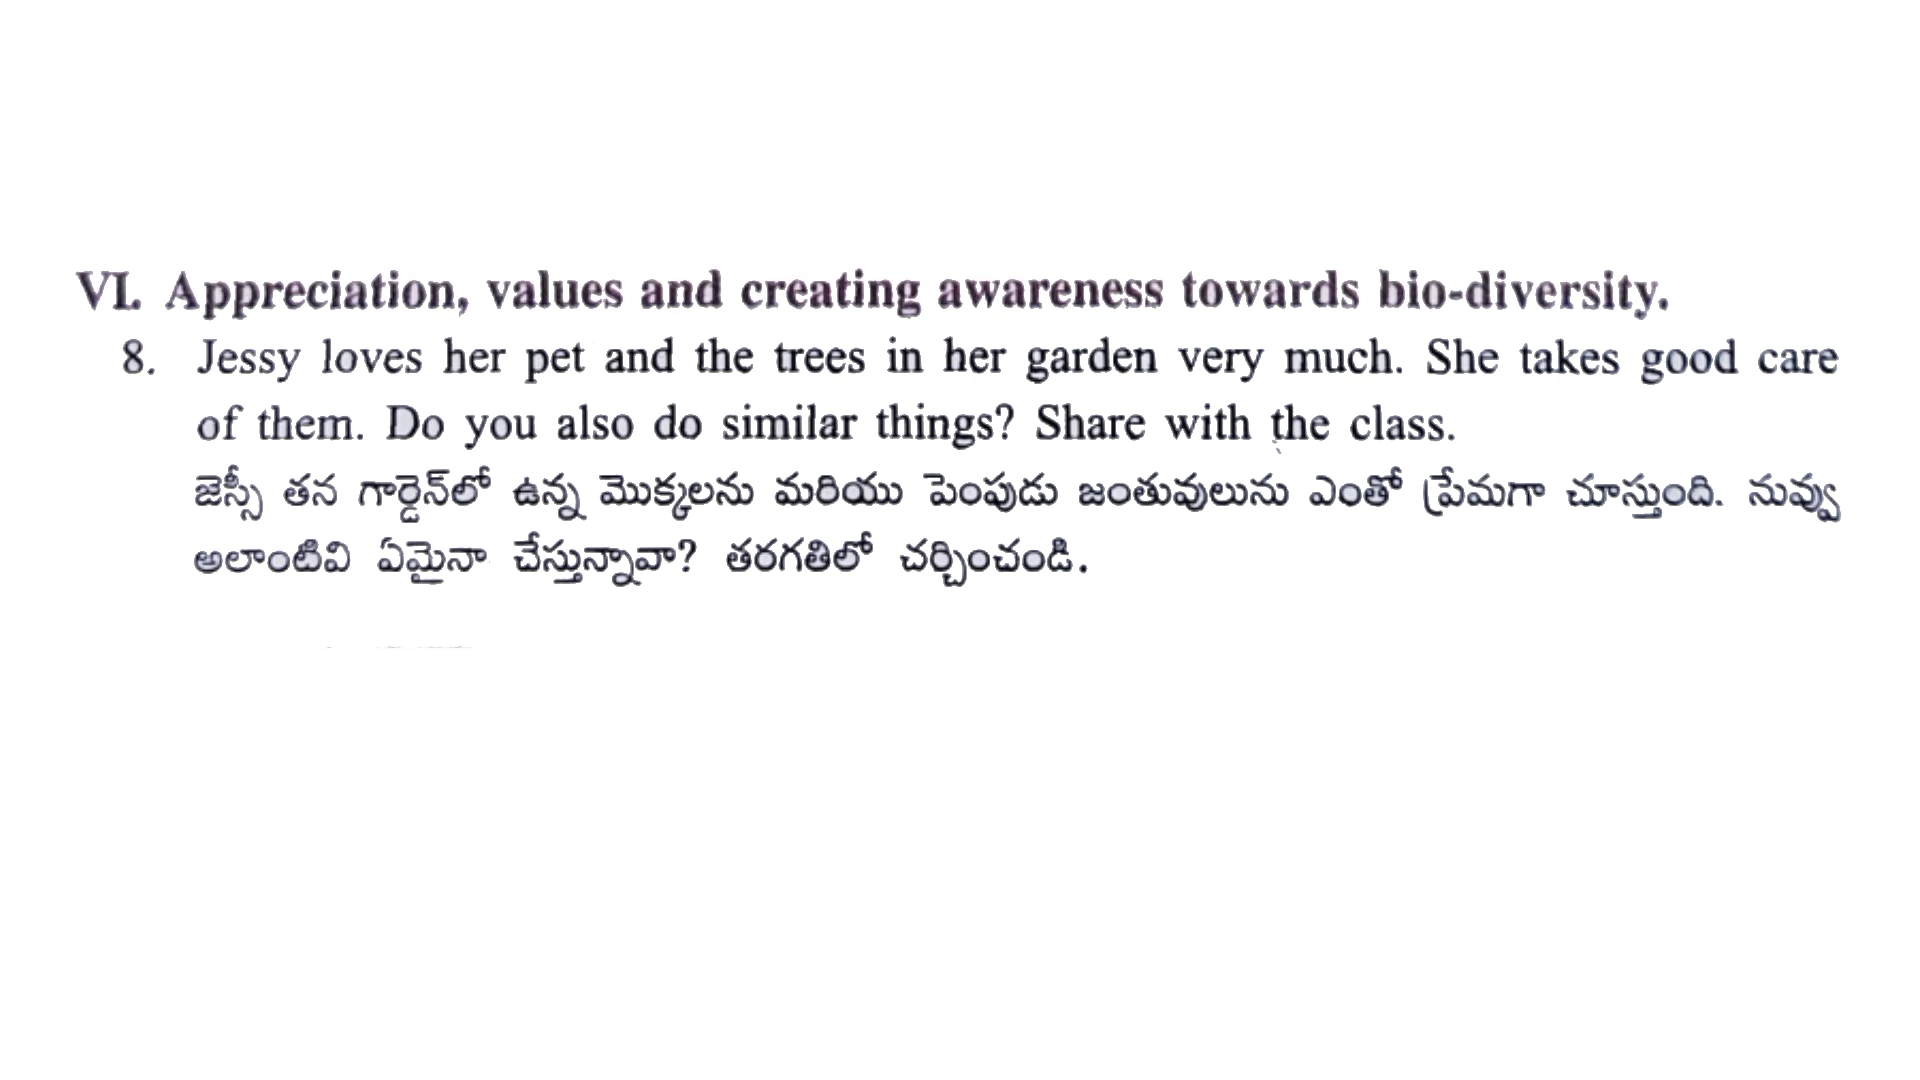 VI. Appreciation, values and creating awareness towards bio-diversity.
8. Jessy loves her pet and the trees in her garden very much. She takes good care
of them. Do you also do similar things? Share with the class.
జెస్సీ తన గార్డెన్‌లో ఉన్న మొక్కలను మరియు పెంపుడు జంతువులును ఎంతో ప్రేమగా చూస్తుంది. నువ్వు
అలాంటివి ఏమైనా చేస్తున్నావా? తరగతిలో చర్చించండి.